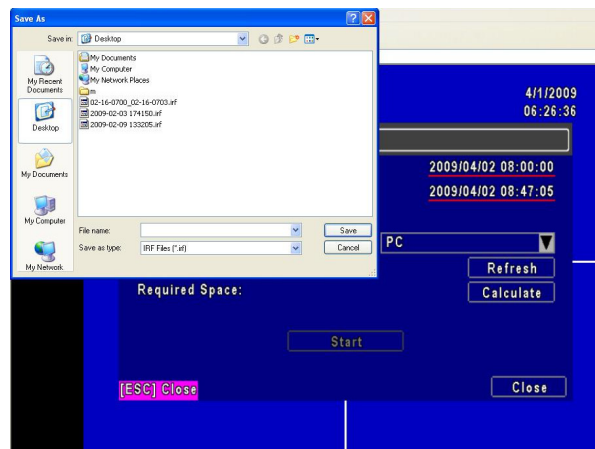 Save As
Save in:
Desktop
My Recent Documents
Desktop
My Documents
My Computer
My Network
My Documents
My Computer
My Network Places
m
02-16-0700_02-16-0703.irf
2009-02-03 174150.irf
2009-02-09 133205.irf
File name:
Save
Save as type:
IRF Files (*.irf)
Cancel
4/1/2009
06:26:36
2009/04/02 08:00:00
2009/04/02 08:47:05
PC
Refresh
Required Space:
Calculate
Start
[ESC] Close
Close